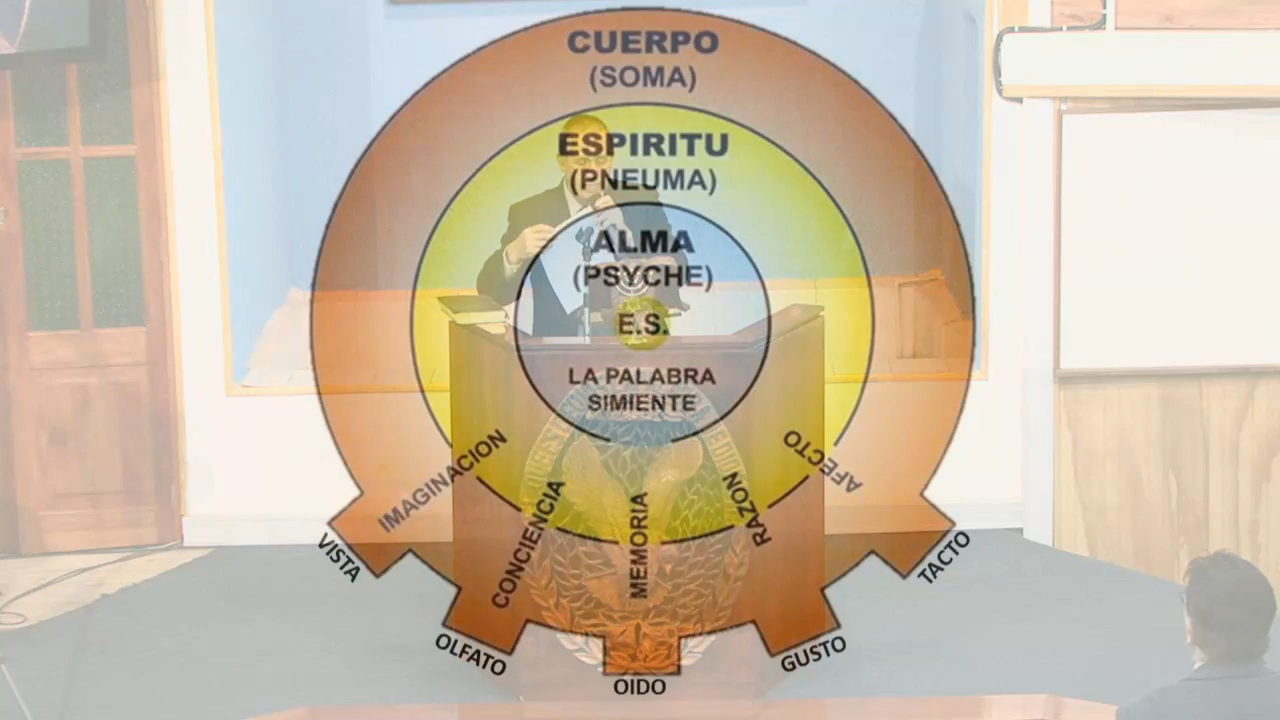 CUERPO
(SOMA)
ESPIRITU
(PNEUMA)
ALMA
(PSYCHE)
E.S.
LA PALABRA
SIMIENTE
IMAGINACION
CONCIENCIA
MEMORIA
RAZON
AFECTO
VISTA
OLFATO
OIDO
GUSTO
TACTO